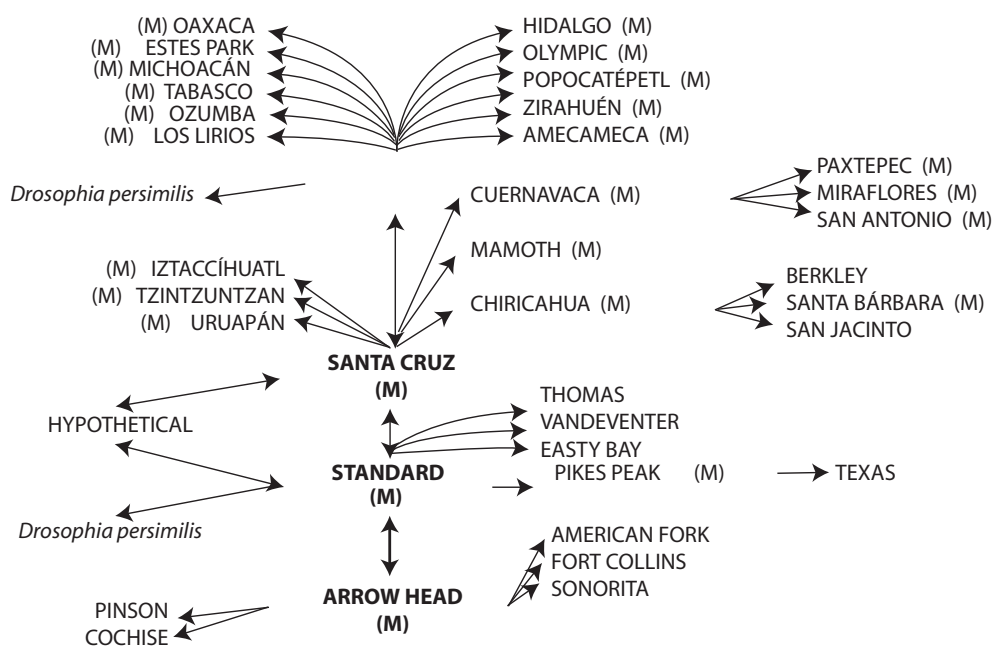 (M) OAXACA
(M) ESTES PARK
(M) MICHOACÁN
(M) TABASCO
(M) OZUMBA
(M) LOS LIRIOS
HIDALGO (M)
OLYMPIC (M)
POPOCATÉPETL (M)
ZIRAHUÉN (M)
AMECAMECA (M)
Drosophia persimilis
CUERNAVACA (M)
PAXTEPEC (M)
MIRAFLORES (M)
SAN ANTONIO (M)
MAMOTH (M)
(M) IZTACCÍHUATL
(M) TZINTZUNTZAN
(M) URUAPÁN
CHIRICAHUA (M)
BERKLEY
SANTA BÁRBARA (M)
SAN JACINTO
SANTA CRUZ
(M)
HYPOTHETICAL
THOMAS
VANDEVENTER
EASTY BAY
STANDARD
(M)
PIKES PEAK (M)
TEXAS
Drosophia persimilis
AMERICAN FORK
FORT COLLINS
SONORITA
ARROW HEAD
(M)
PINSON
COCHISE